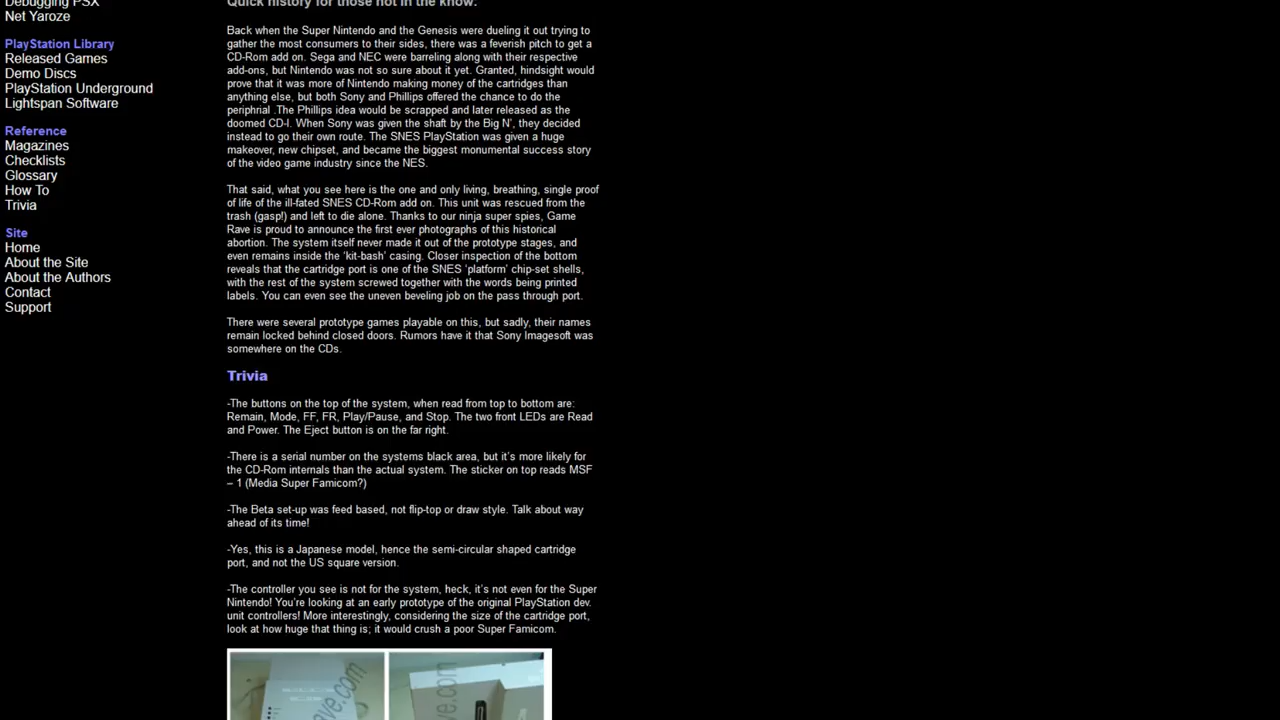 Debugging PSX
Net Yaroze
PlayStation Library
Released Games
Demo Discs
PlayStation Underground
Lightspan Software
Reference
Magazines
Checklists
Glossary
How To
Trivia
Site
Home
About the Site
About the Authors
Contact
Support
Quick history for those not in the know:
Back when the Super Nintendo and the Genesis were dueling it out trying to
gather the most consumers to their sides, there was a feverish pitch to get a
CD-Rom add on. Sega and NEC were barreling along with their respective
add-ons, but Nintendo was not so sure about it yet. Granted, hindsight would
prove that it was more of Nintendo making money of the cartridges than
anything else, but both Sony and Phillips offered the chance to do the
periphrial .The Phillips idea would be scrapped and later released as the
doomed CD-I. When Sony was given the shaft by the Big N', they decided
instead to go their own route. The SNES PlayStation was given a huge
makeover, new chipset, and became the biggest monumental success story
of the video game industry since the NES.
That said, what you see here is the one and only living, breathing, single proof
of life of the ill-fated SNES CD-Rom add on. This unit was rescued from the
trash (gasp!) and left to die alone. Thanks to our ninja super spies, Game
Rave is proud to announce the first ever photographs of this historical
abortion. The system itself never made it out of the prototype stages, and
even remains inside the ‘kit-bash’ casing. Closer inspection of the bottom
reveals that the cartridge port is one of the SNES ‘platform’ chip-set shells,
with the rest of the system screwed together with the words being printed
labels. You can even see the uneven beveling job on the pass through port.
There were several prototype games playable on this, but sadly, their names
remain locked behind closed doors. Rumors have it that Sony Imagesoft was
somewhere on the CDs.
Trivia
-The buttons on the top of the system, when read from top to bottom are:
Remain, Mode, FF, FR, Play/Pause, and Stop. The two front LEDs are Read
and Power. The Eject button is on the far right.
-There is a serial number on the systems black area, but it’s more likely for
the CD-Rom internals than the actual system. The sticker on top reads MSF
– 1 (Media Super Famicom?)
-The Beta set-up was feed based, not flip-top or draw style. Talk about way
ahead of its time!
-Yes, this is a Japanese model, hence the semi-circular shaped cartridge
port, and not the US square version.
-The controller you see is not for the system, heck, it’s not even for the Super
Nintendo! You’re looking at an early prototype of the original PlayStation dev.
unit controllers! More interestingly, considering the size of the cartridge port,
look at how huge that thing is; it would crush a poor Super Famicom.
ave.com
ave.com